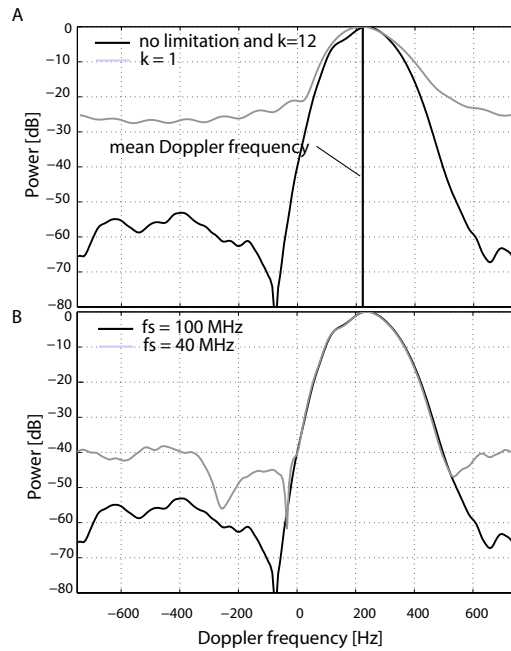 A
no limitation and k=12
k = 1
mean Doppler frequency
Power [dB]
0
−10
−20
−30
−40
−50
−60
−70
−80
B
fs = 100 MHz
fs = 40 MHz
Power [dB]
0
−10
−20
−30
−40
−50
−60
−70
−80
−600 −400 −200 0 200 400 600
Doppler frequency [Hz]